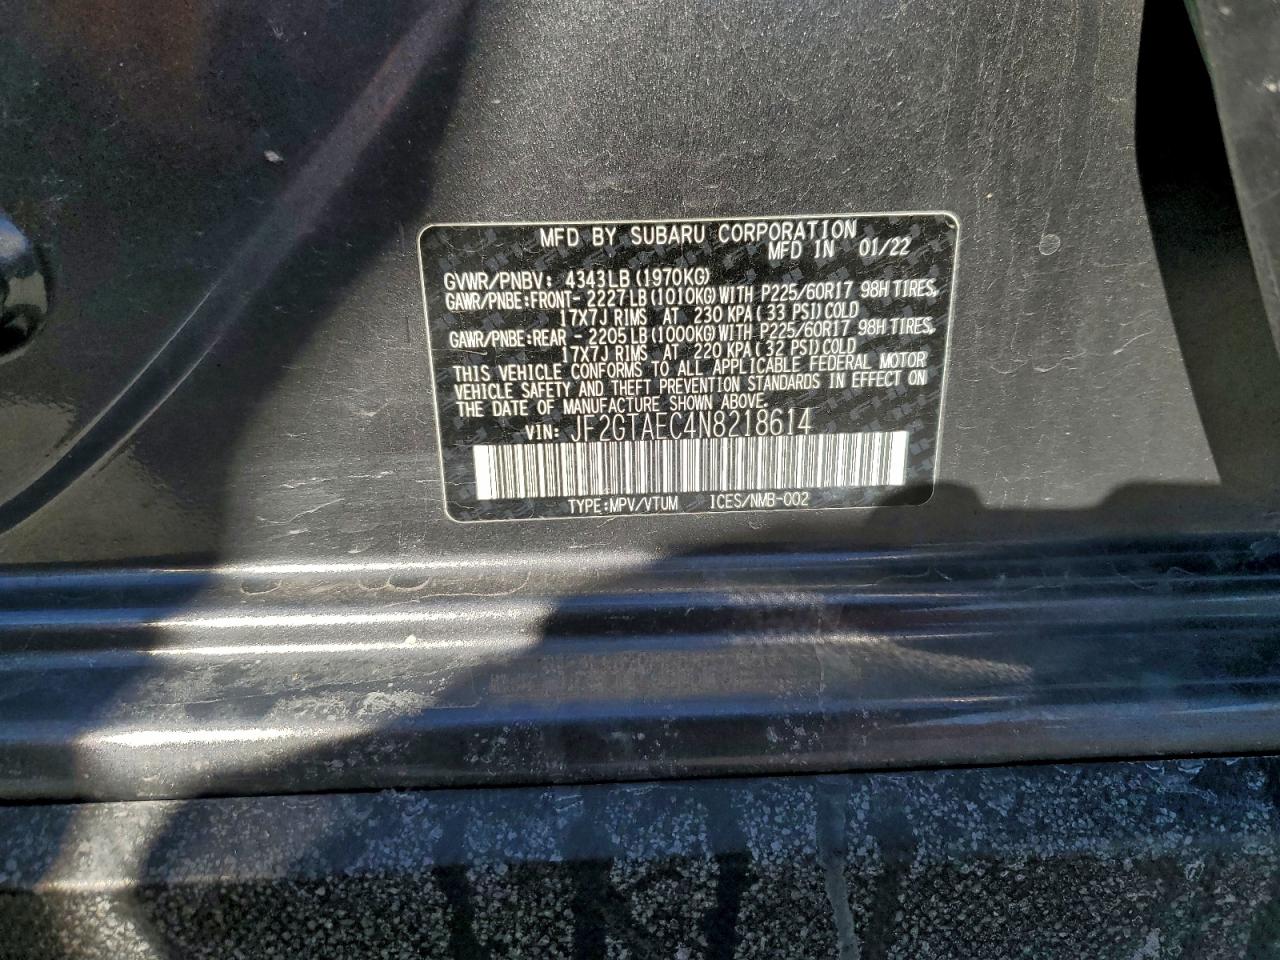 MFD BY SUBARU CORPORATION
MFD IN 01/22
GVWR/PNBV: 4343LB (1970KG)
GAWR/PNBE:FRONT- 2227LB (1010KG) WITH P225/60R17 98H TIRES,
17X7J RIMS AT 230 KPA (33 PSI) COLD
GAWR/PNBE:REAR - 2205LB (1000KG) WITH P225/60R17 98H TIRES,
17X7J RIMS AT 220 KPA (32 PSI) COLD
THIS VEHICLE CONFORMS TO ALL APPLICABLE FEDERAL MOTOR
VEHICLE SAFETY AND THEFT PREVENTION STANDARDS IN EFFECT ON
THE DATE OF MANUFACTURE SHOWN ABOVE.
VIN: JF2GTAEC4N8218614
TYPE:MPV/VTUM ICES/NMB-002